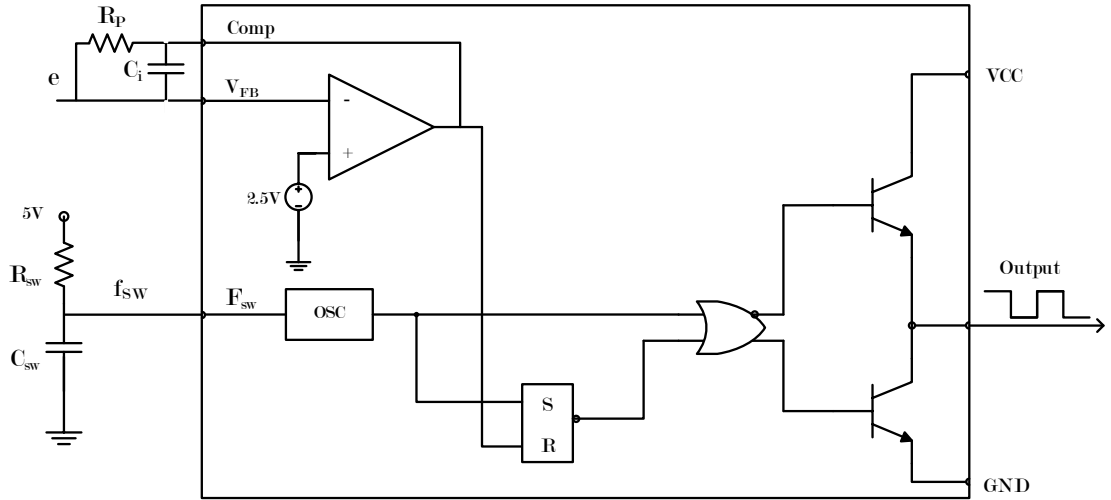 R_P
Comp
C_i
e
V_FB
-
+
2.5V
+
-
VCC
5V
R_sw
f_SW
F_sw
OSC
Output
C_sw
S
R
GND